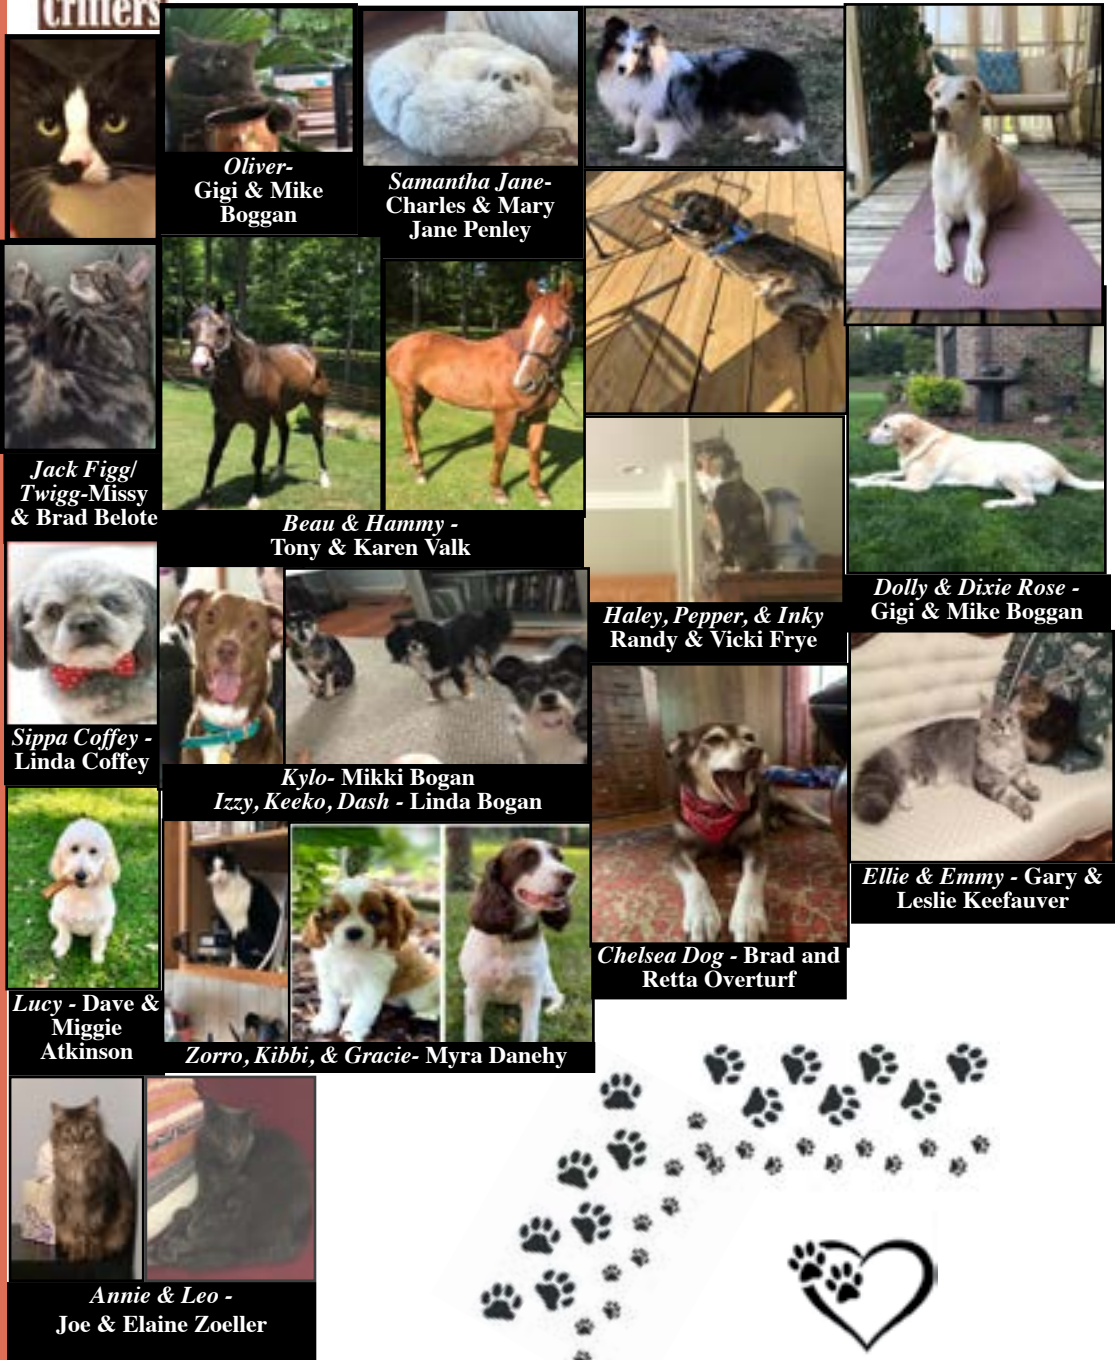 Critters
Oliver-
Gigi & Mike
Boggan
Samantha Jane-
Charles & Mary
Jane Penley
Jack Figg/
Twigg-Missy
& Brad Belote
Beau & Hammy -
Tony & Karen Valk
Haley, Pepper, & Inky
Randy & Vicki Frye
Dolly & Dixie Rose -
Gigi & Mike Boggan
Sippa Coffey -
Linda Coffey
Kylo- Mikki Bogan
Izzy, Keeko, Dash - Linda Bogan
Ellie & Emmy - Gary &
Leslie Keefauver
Chelsea Dog - Brad and
Retta Overturf
Lucy - Dave &
Miggie
Atkinson
Zorro, Kibbi, & Gracie- Myra Danehy
Annie & Leo -
Joe & Elaine Zoeller